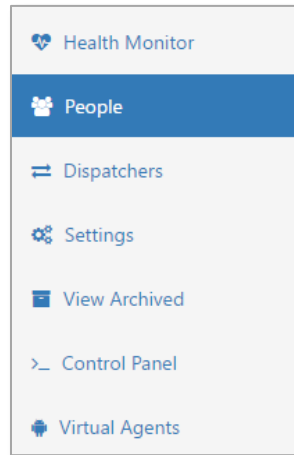 Health Monitor
People
Dispatchers
Settings
View Archived
Control Panel
Virtual Agents